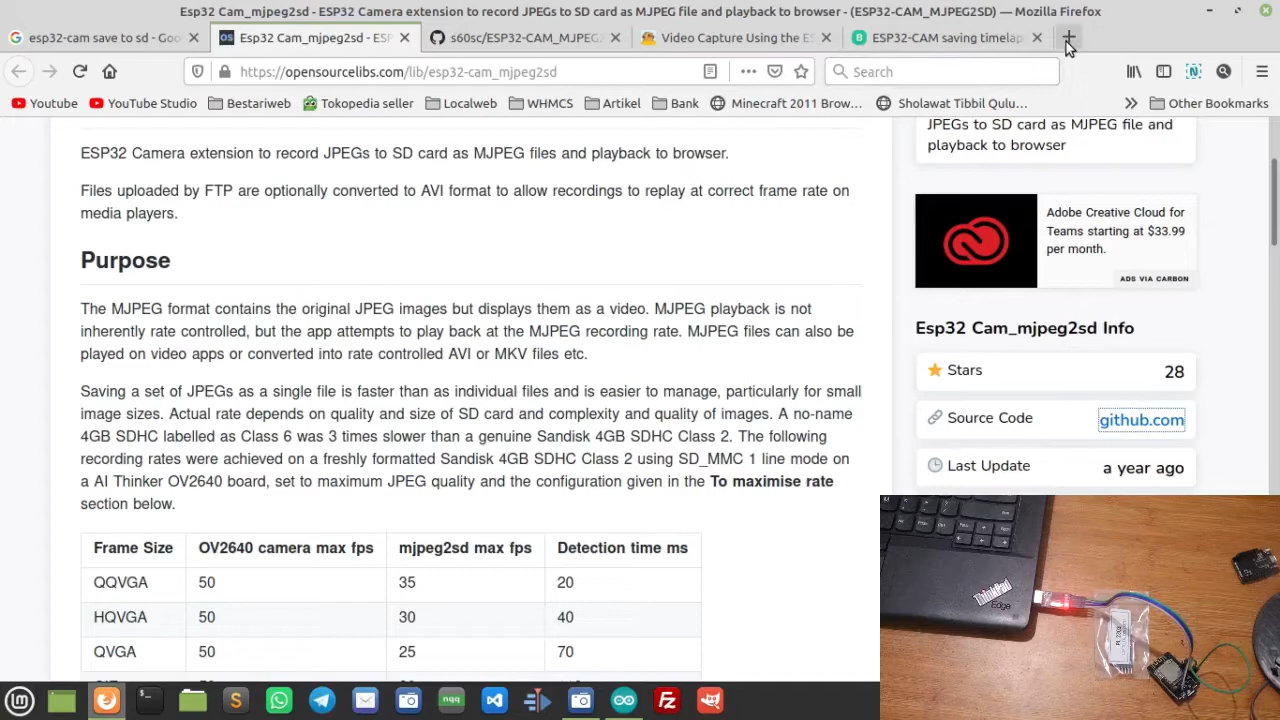 Esp32 Cam_mjpeg2sd - ESP32 Camera extension to record JPEGs to SD card as MJPEG file and playback to browser - (ESP32-CAM_MJPEG2SD) — Mozilla Firefox
esp32-cam save to sd - Goo
Esp32 Cam_mjpeg2sd - ESP
s60sc/ESP32-CAM_MJPEG2
Video Capture Using the ES
ESP32-CAM saving timelap
https://opensourcelibs.com/lib/esp32-cam_mjpeg2sd
Search
Youtube
YouTube Studio
Bestariweb
Tokopedia seller
Localweb
WHMCS
Artikel
Bank
Minecraft 2011 Brow...
Sholawat Tibbil Qulu...
Other Bookmarks
ESP32 Camera extension to record JPEGs to SD card as MJPEG files and playback to browser.
Files uploaded by FTP are optionally converted to AVI format to allow recordings to replay at correct frame rate on
media players.
Purpose
The MJPEG format contains the original JPEG images but displays them as a video. MJPEG playback is not
inherently rate controlled, but the app attempts to play back at the MJPEG recording rate. MJPEG files can also be
played on video apps or converted into rate controlled AVI or MKV files etc.
Saving a set of JPEGs as a single file is faster than as individual files and is easier to manage, particularly for small
image sizes. Actual rate depends on quality and size of SD card and complexity and quality of images. A no-name
4GB SDHC labelled as Class 6 was 3 times slower than a genuine Sandisk 4GB SDHC Class 2. The following
recording rates were achieved on a freshly formatted Sandisk 4GB SDHC Class 2 using SD_MMC 1 line mode on
a AI Thinker OV2640 board, set to maximum JPEG quality and the configuration given in the To maximise rate
section below.
Frame Size OV2640 camera max fps mjpeg2sd max fps Detection time ms
QQVGA 50 35 20
HQVGA 50 30 40
QVGA 50 25 70
JPEGs to SD card as MJPEG file and
playback to browser
Adobe Creative Cloud for
Teams starting at $33.99
per month.
ADS VIA CARBON
Esp32 Cam_mjpeg2sd Info
Stars 28
Source Code github.com
Last Update a year ago
ThinkPad
Edge
nqq